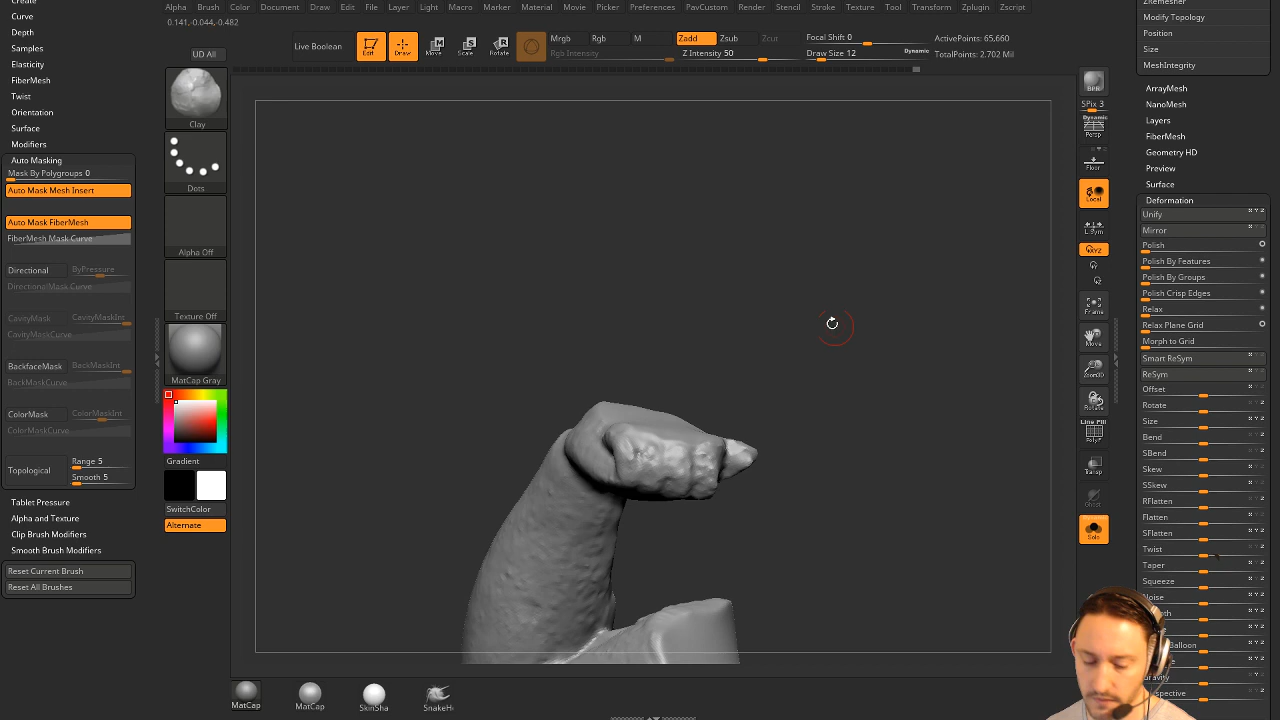 Alpha Brush Color Document Draw Edit File Layer Light Macro Marker Material Movie Picker Preferences PavCustom Render Stencil Stroke Texture Tool Transform Zplugin Zscript
0.141,-0.044,-0.482
Create
Curve
Depth
Samples
Elasticity
FiberMesh
Twist
Orientation
Surface
Modifiers
Auto Masking
Mask By Polygroups 0
Auto Mask Mesh Insert
Auto Mask FiberMesh
FiberMesh Mask Curve
Directional ByPressure
DirectionalMask Curve
CavityMask CavityMaskInt
CavityMaskCurve
BackfaceMask BackMaskInt
BackMaskCurve
ColorMask ColorMaskInt
ColorMaskCurve
Topological Range 5
Smooth 5
Tablet Pressure
Alpha and Texture
Clip Brush Modifiers
Smooth Brush Modifiers
Reset Current Brush
Reset All Brushes
UD All
Clay
Dots
Alpha Off
Texture Off
MatCap Gray
Gradient
SwitchColor
Alternate
Live Boolean
Edit
Draw
Move
Scale
Rotate
Mrgb Rgb M
Rgb Intensity
Zadd Zsub Zcut
Z Intensity 50
Focal Shift 0
Draw Size 12 Dynamic
ActivePoints: 65,660
TotalPoints: 2.702 Mil
MatCap
MatCap
SkinSha
BPR
SPix 3
Dynamic
Persp
Floor
Local
L.Sym
XYZ
Frame
Move
Zoom3D
Rotate
Line Fill
PolyF
Transp
Ghost
Solo
ZRemesher
Modify Topology
Position
Size
MeshIntegrity
ArrayMesh
NanoMesh
Layers
FiberMesh
Geometry HD
Preview
Surface
Deformation
Unify
Mirror
Polish
Polish By Features
Polish By Groups
Polish Crisp Edges
Relax
Relax Plane Grid
Morph to Grid
Smart ReSym
ReSym
Offset
Rotate
Size
Bend
SBend
Skew
SSkew
RFlatten
Flatten
SFlatten
Twist
Taper
Squeeze
Noise
Balloon